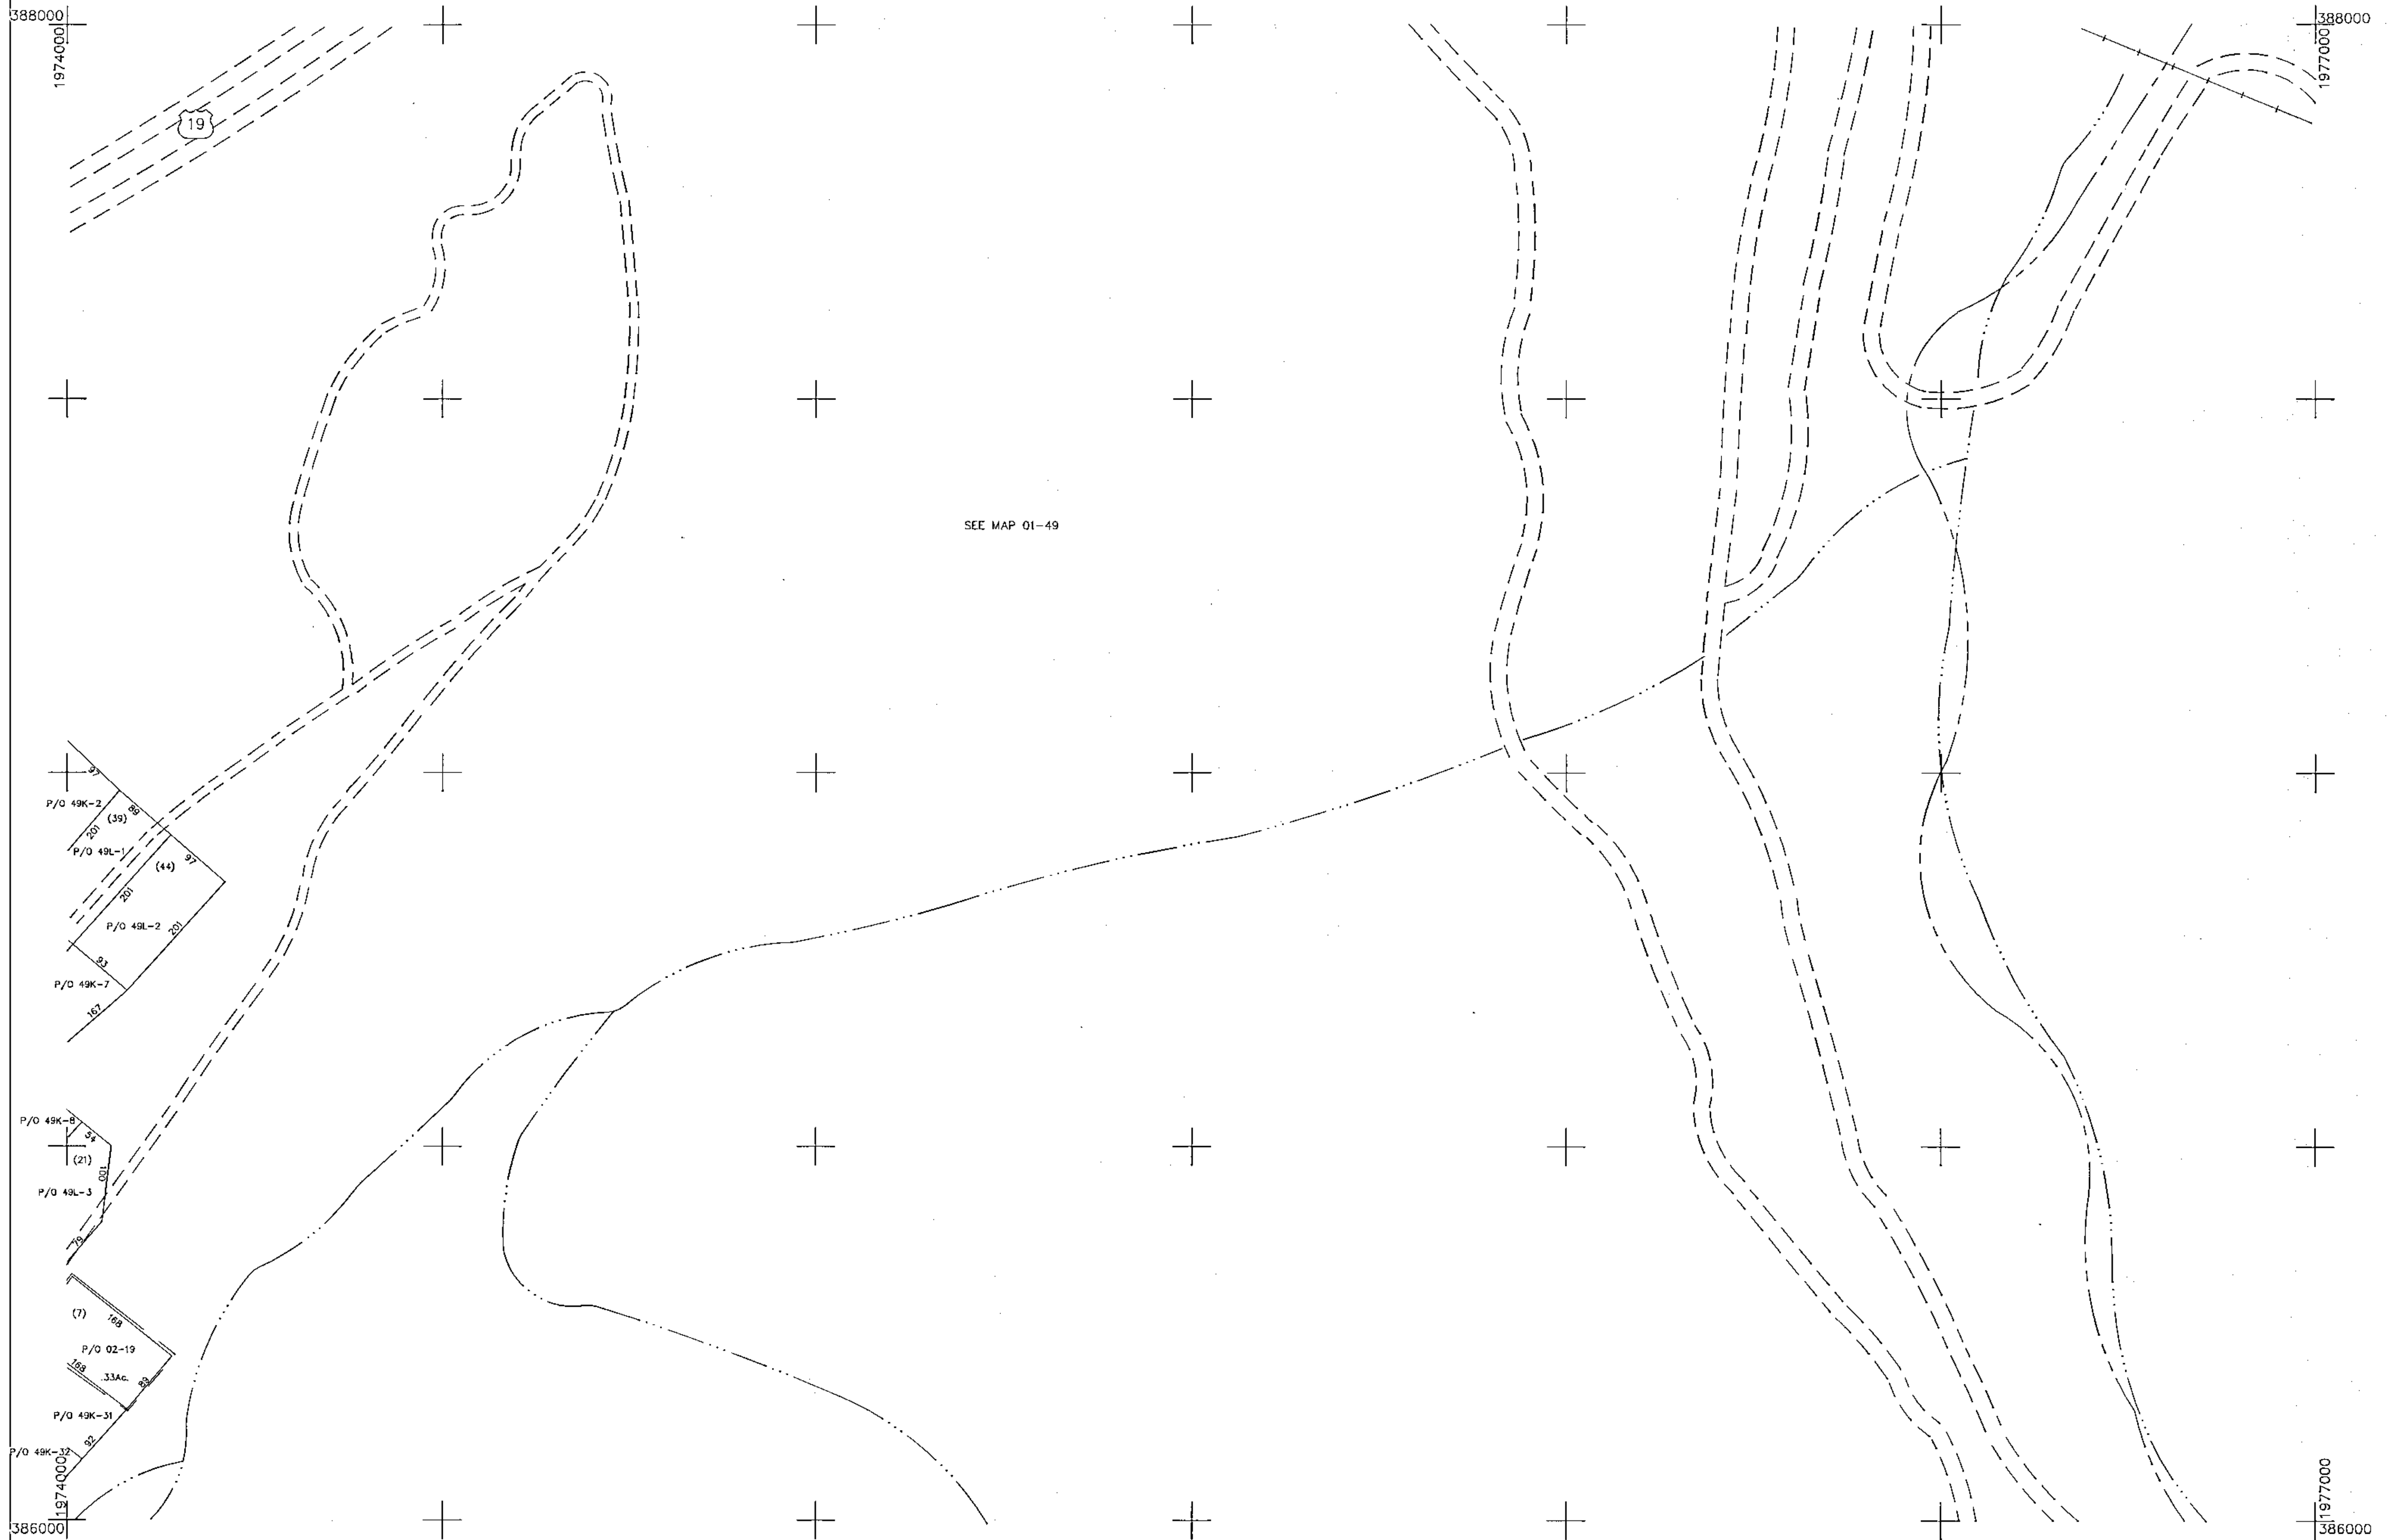 388000
1974000
388000
1977000
19
SEE MAP 01-49
97
P/O 49K-2
89
(39)
201
P/O 49L-1
97
(44)
201
P/O 49L-2
201
93
P/O 49K-7
167
P/O 49K-8
54
(21)
100
P/O 49L-3
79
(7)
168
P/O 02-19
168
.33Ac.
89
P/O 49K-31
92
P/O 49K-32
1974000
386000
1977000
386000